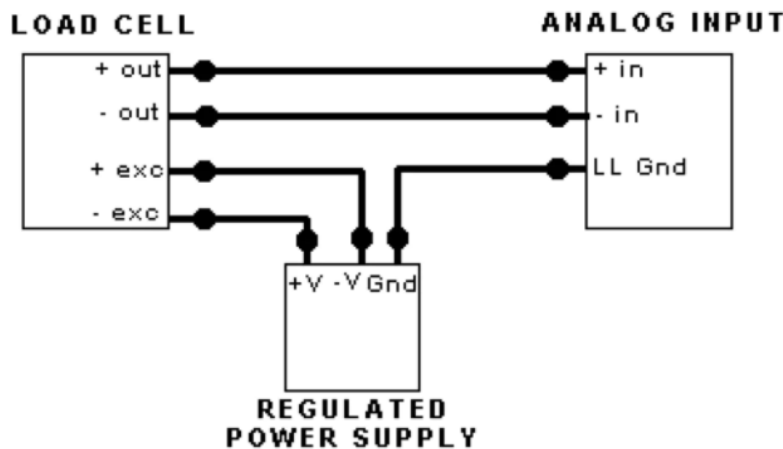 LOAD CELL
+ out
- out
+ exc
- exc
ANALOG INPUT
+ in
- in
LL Gnd
+V -V Gnd
REGULATED
POWER SUPPLY